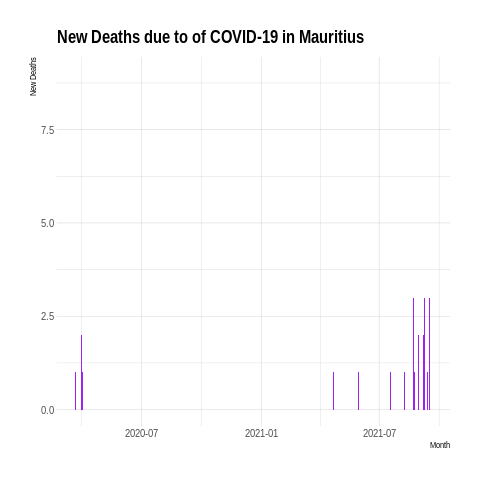 New Deaths due to of COVID-19 in Mauritius
New Deaths
7.5
5.0
2.5
0.0
2020-07 2021-01 2021-07
Month